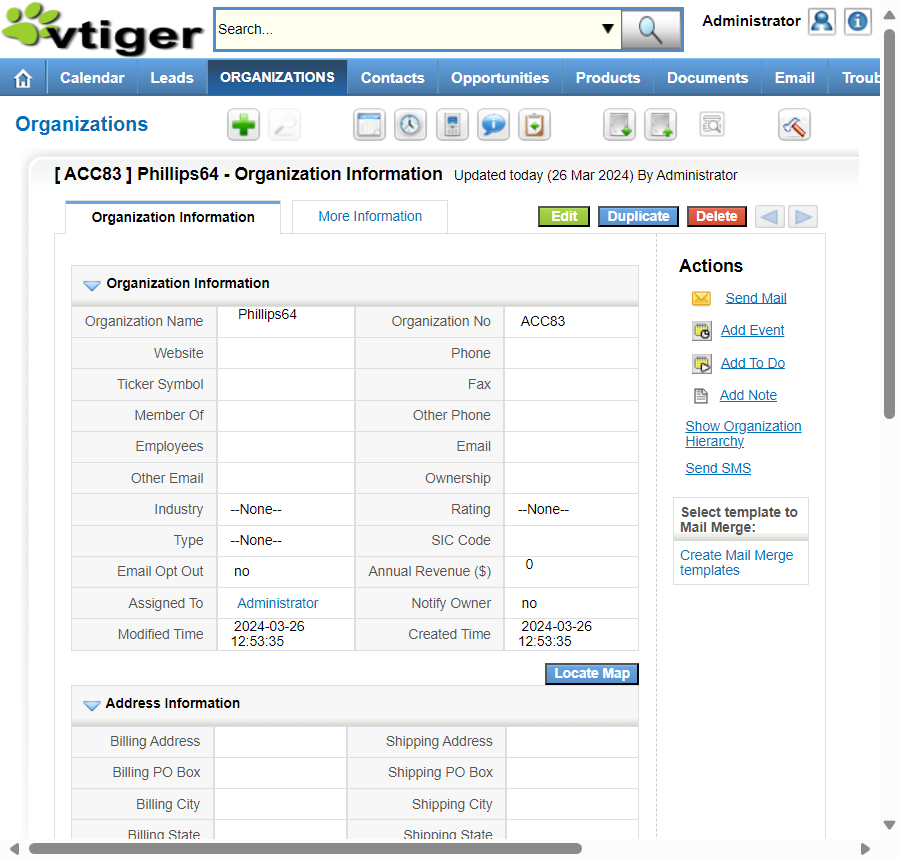 vtiger
Search...
Administrator
Calendar
Leads
ORGANIZATIONS
Contacts
Opportunities
Products
Documents
Email
Troub
Organizations
[ ACC83 ] Phillips64 - Organization Information Updated today (26 Mar 2024) By Administrator
Organization Information
More Information
Edit
Duplicate
Delete
Organization Information
Organization Name Phillips64 Organization No ACC83
Website Phone
Ticker Symbol Fax
Member Of Other Phone
Employees Email
Other Email Ownership
Industry --None-- Rating --None--
Type --None-- SIC Code
Email Opt Out no Annual Revenue ($) 0
Assigned To Administrator Notify Owner no
Modified Time 2024-03-26 12:53:35 Created Time 2024-03-26 12:53:35
Locate Map
Address Information
Billing Address Shipping Address
Billing PO Box Shipping PO Box
Billing City Shipping City
Billing State Shipping State
Actions
Send Mail
Add Event
Add To Do
Add Note
Show Organization
Hierarchy
Send SMS
Select template to
Mail Merge:
Create Mail Merge
templates